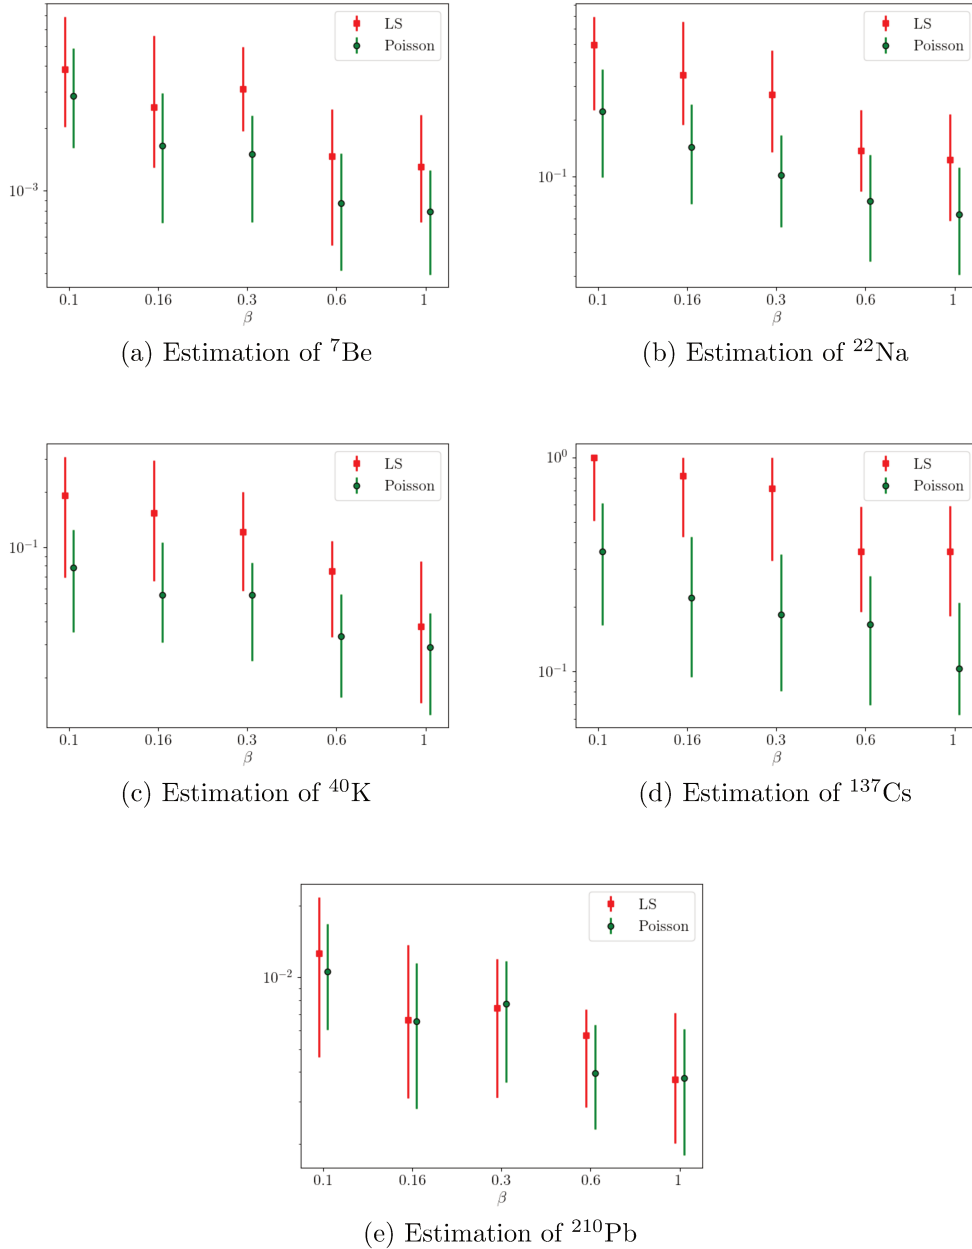 LS
Poisson
10⁻³
0.1 0.16 0.3 0.6 1
β
(a) Estimation of ⁷Be
LS
Poisson
10⁻¹
0.1 0.16 0.3 0.6 1
β
(b) Estimation of ²²Na
LS
Poisson
10⁻¹
0.1 0.16 0.3 0.6 1
β
(c) Estimation of ⁴⁰K
10⁰
LS
Poisson
10⁻¹
0.1 0.16 0.3 0.6 1
β
(d) Estimation of ¹³⁷Cs
LS
Poisson
10⁻²
0.1 0.16 0.3 0.6 1
β
(e) Estimation of ²¹⁰Pb